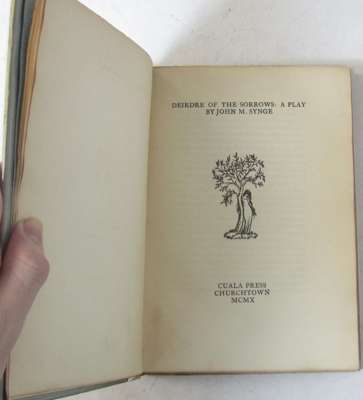 DEIRDRE OF THE SORROWS: A PLAY
BY JOHN M. SYNGE
CUALA PRESS
CHURCHTOWN
MCMX